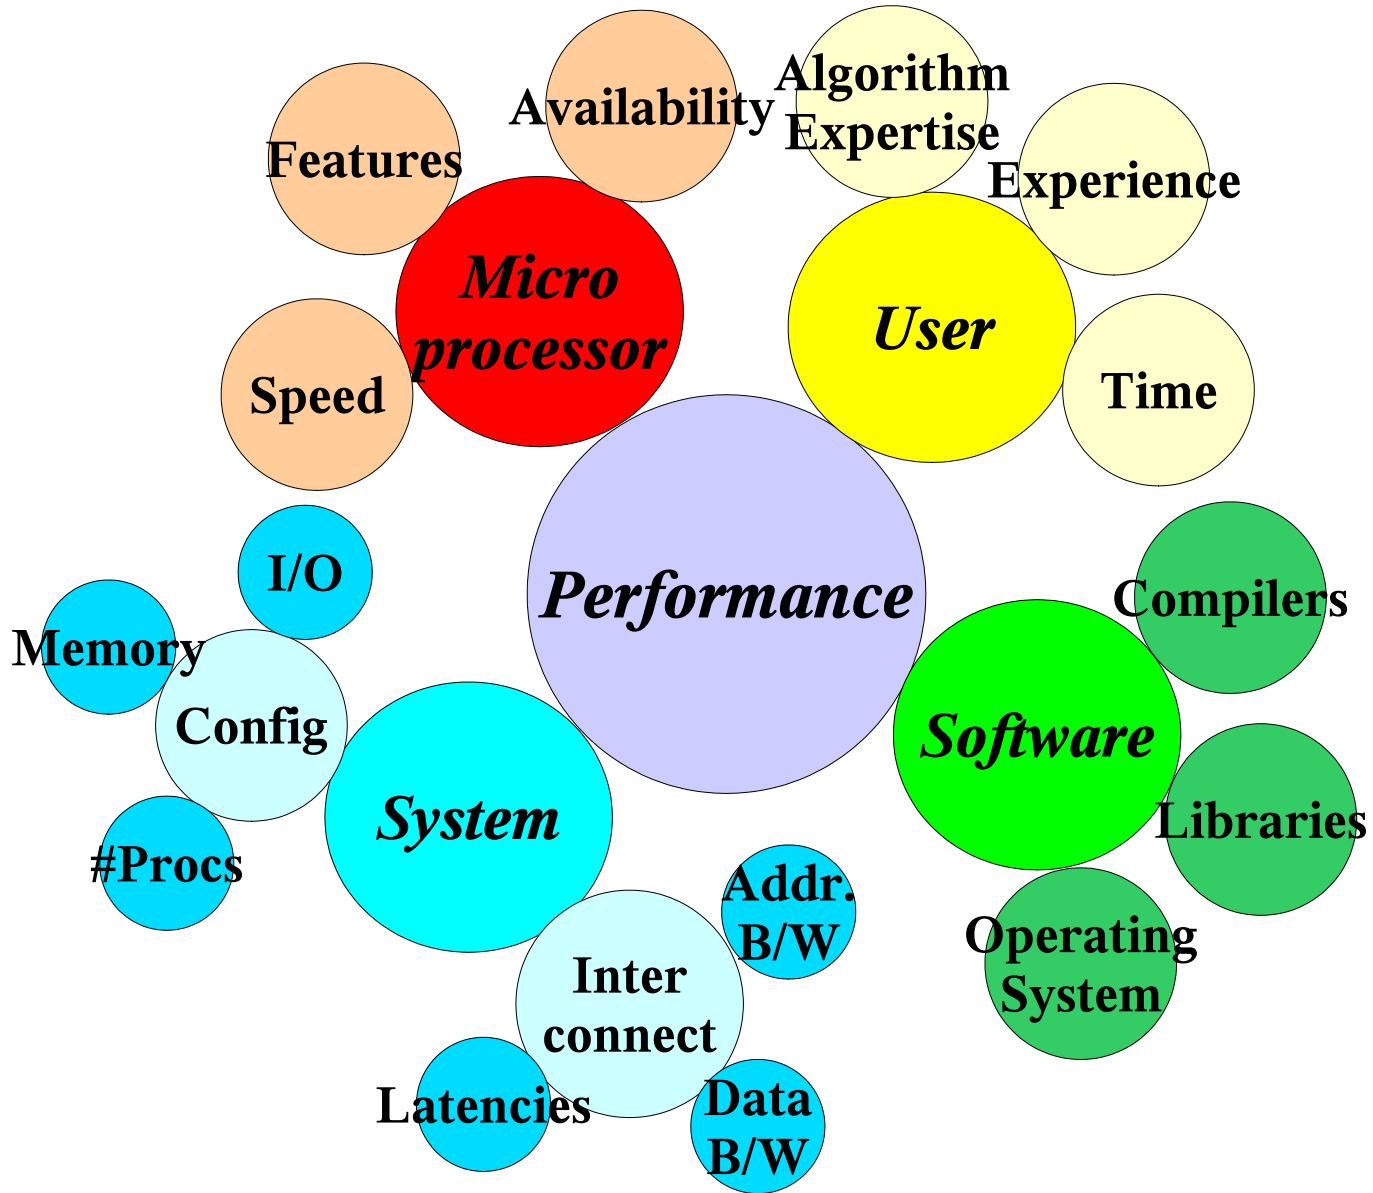 Availability
Algorithm
Expertise
Features
Experience
Micro
processor
User
Speed
Time
I/O
Performance
Compilers
Memory
Config
Software
System
Libraries
#Procs
Addr.
B/W
Operating
System
Inter
connect
Latencies
Data
B/W